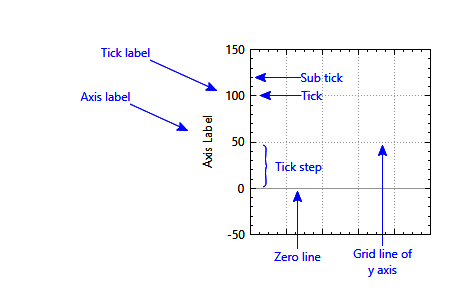 Tick label
150
Sub tick
Axis label
100
Tick
Axis Label
50
Tick step
0
-50
Zero line
Grid line of
y axis